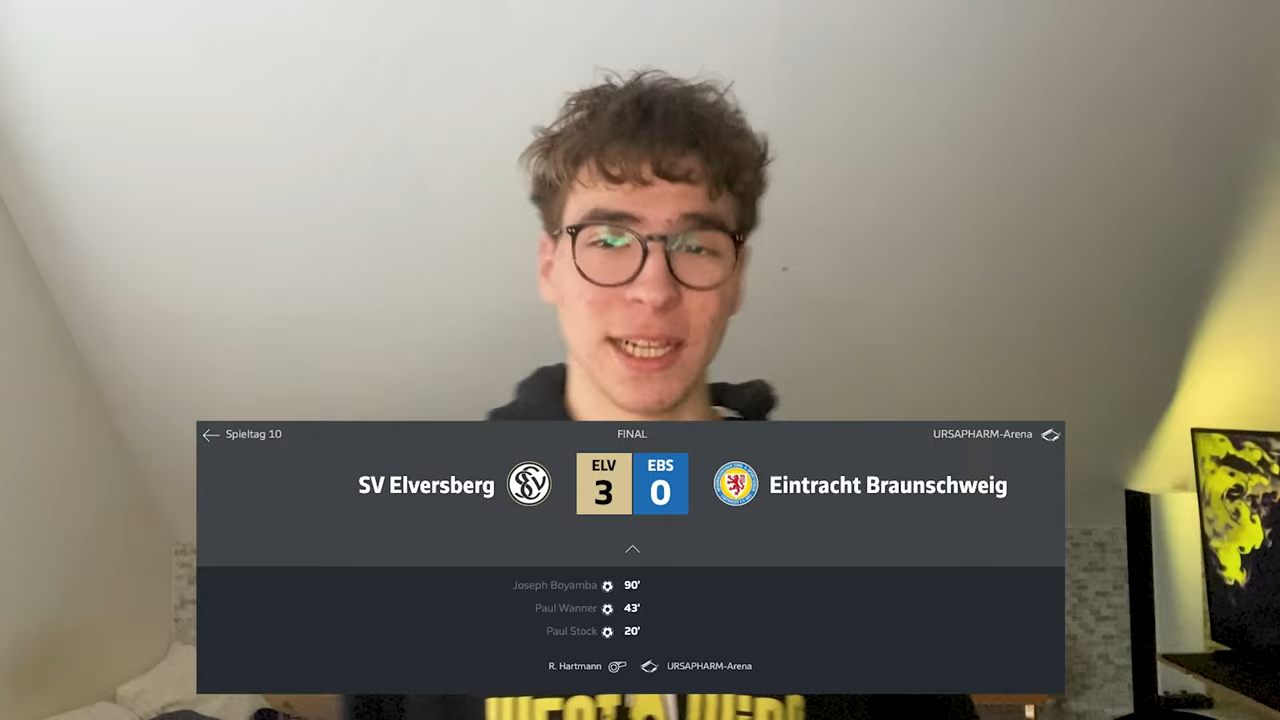 ← Spieltag 10
FINAL
URSAPHARM-Arena
SV Elversberg
ELV
3
EBS
0
Eintracht Braunschweig
Joseph Boyamba 90'
Paul Wanner 43'
Paul Stock 20'
R. Hartmann
URSAPHARM-Arena